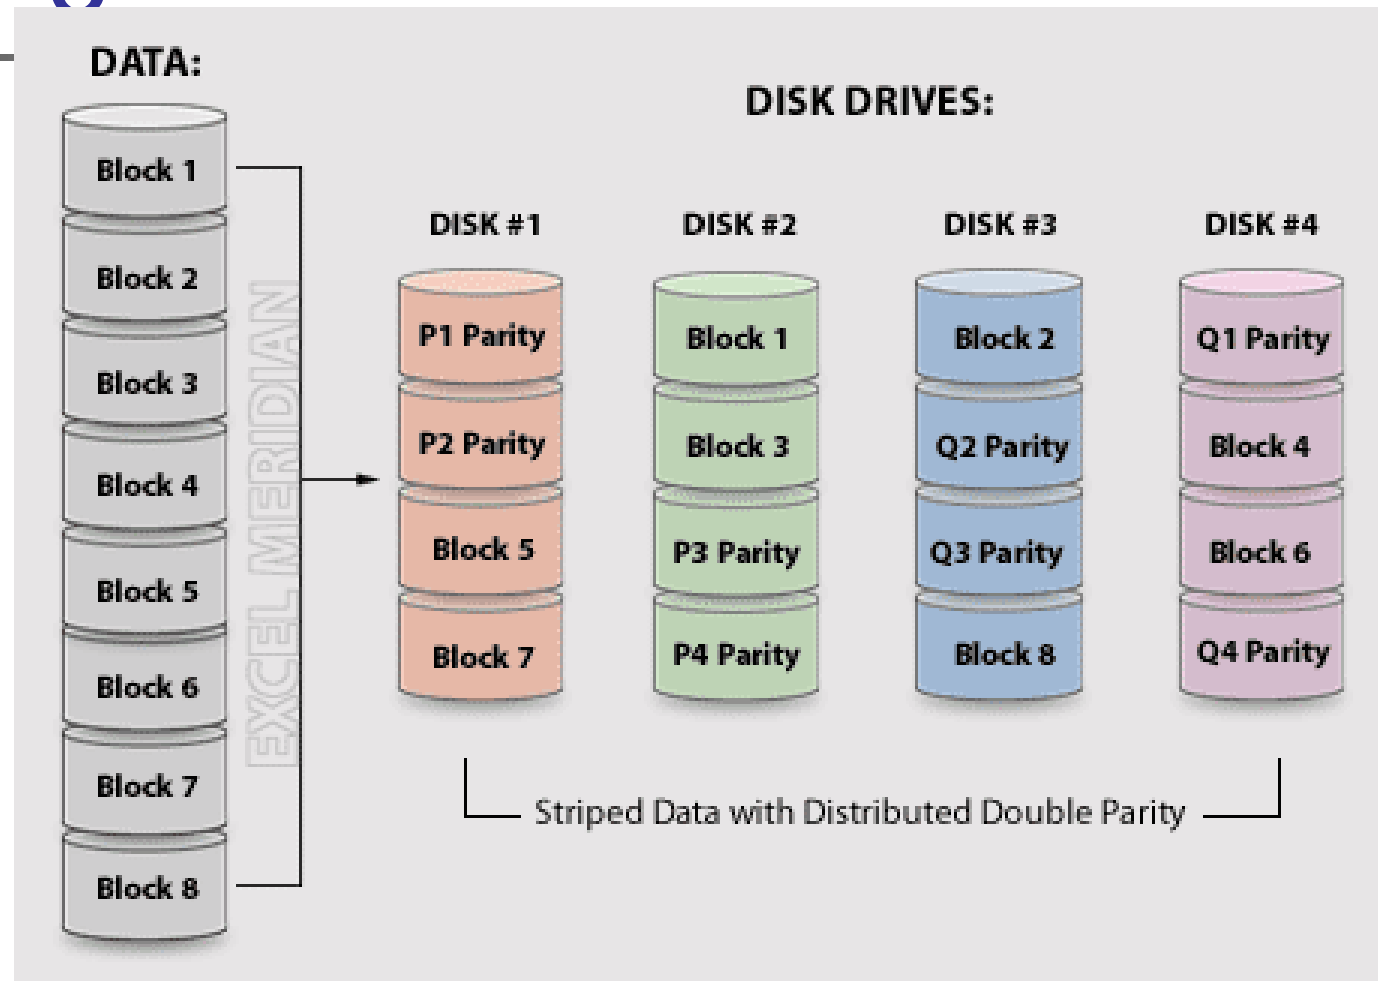 DATA:
Block 1
Block 2
Block 3
Block 4
Block 5
Block 6
Block 7
Block 8
EXCEL MERIDIAN
DISK DRIVES:
DISK #1
P1 Parity
P2 Parity
Block 5
Block 7
DISK #2
Block 1
Block 3
P3 Parity
P4 Parity
DISK #3
Block 2
Q2 Parity
Q3 Parity
Block 8
DISK #4
Q1 Parity
Block 4
Block 6
Q4 Parity
Striped Data with Distributed Double Parity